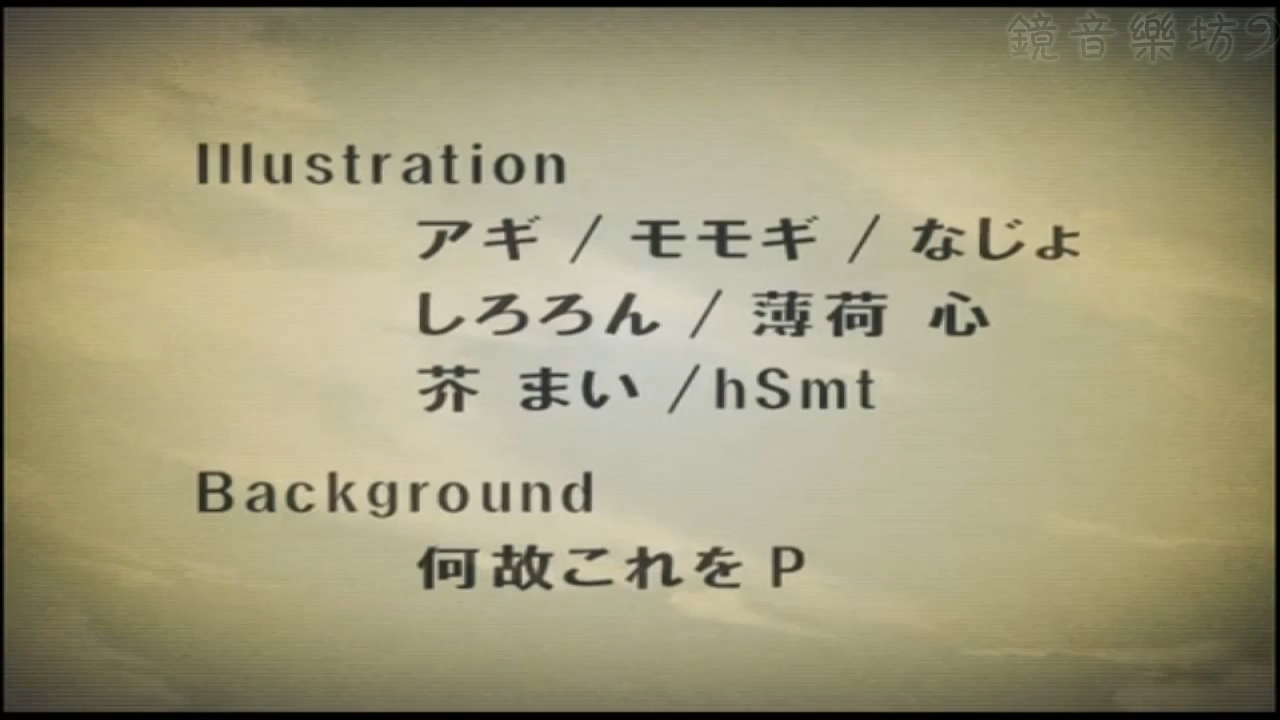 鏡音樂坊
Illustration
アギ / モモギ / なじょ
しろろん / 薄荷 心
芥 まい /hSmt
Background
何故これを P